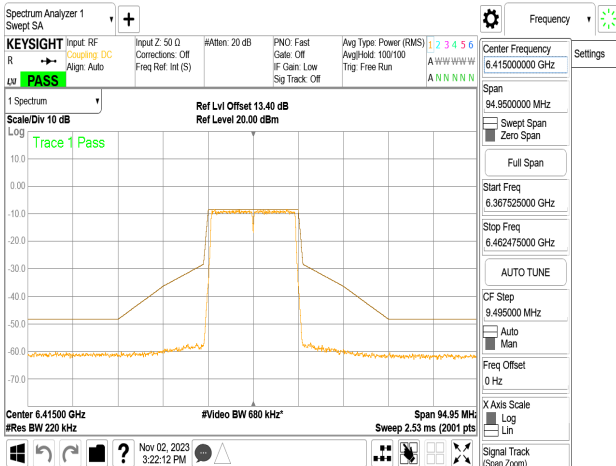 Spectrum Analyzer 1
Swept SA
Frequency
KEYSIGHT
R
LXI
PASS
Input: RF
Coupling: DC
Align: Auto
Input Z: 50 Ω
Corrections: Off
Freq Ref: Int (S)
#Atten: 20 dB
PNO: Fast
Gate: Off
IF Gain: Low
Sig Track: Off
Avg Type: Power (RMS)
Avg|Hold: 100/100
Trig: Free Run
1 2 3 4 5 6
A W W W W W
A N N N N N
1 Spectrum
Scale/Div 10 dB
Ref Lvl Offset 13.40 dB
Ref Level 20.00 dBm
Log
Trace 1 Pass
10.0
0.00
-10.0
-20.0
-30.0
-40.0
-50.0
-60.0
-70.0
Center 6.41500 GHz
#Video BW 680 kHz*
Span 94.95 MHz
#Res BW 220 kHz
Sweep 2.53 ms (2001 pts
Center Frequency
6.415000000 GHz
Settings
Span
94.9500000 MHz
Swept Span
Zero Span
Full Span
Start Freq
6.367525000 GHz
Stop Freq
6.462475000 GHz
AUTO TUNE
CF Step
9.495000 MHz
Auto
Man
Freq Offset
0 Hz
X Axis Scale
Log
Lin
Signal Track
(Span Zoom)
?
Nov 02, 2023
3:22:12 PM